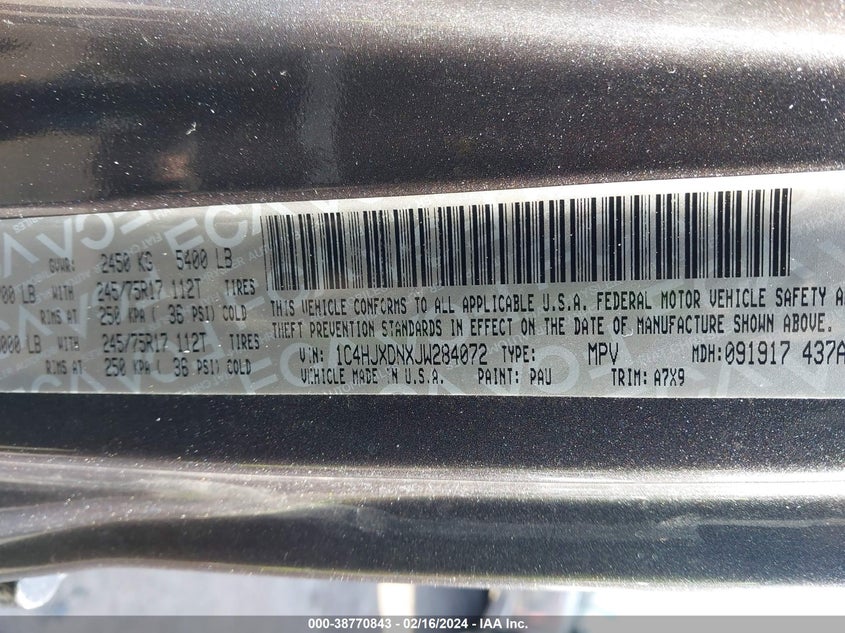 GVWR: 2450 KG 5400 LB
00 LB WITH 245/75R17 112T TIRES
RIMS AT 250 KPA ( 36 PSI) COLD
000 LB WITH 245/75R17 112T TIRES
RIMS AT 250 KPA ( 36 PSI) COLD
THIS VEHICLE CONFORMS TO ALL APPLICABLE U.S.A. FEDERAL MOTOR VEHICLE SAFETY A
THEFT PREVENTION STANDARDS IN EFFECT ON THE DATE OF MANUFACTURE SHOWN ABOVE.
VIN: 1C4HJXDNXJW284072 TYPE: MPV MDH: 091917 437A
VEHICLE MADE IN U.S.A. PAINT: PAU TRIM: A7X9
000-38770843 / 02/16/2024 - IAA Inc.